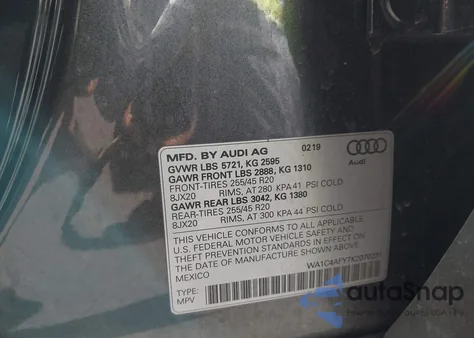 MFD. BY AUDI AG 0219
GVWR LBS 5721, KG 2595
GAWR FRONT LBS 2888, KG 1310
FRONT-TIRES 255/45 R20
8JX20 RIMS, AT 280 KPA 41 PSI COLD
GAWR REAR LBS 3042, KG 1380
REAR-TIRES 255/45 R20
8JX20 RIMS, AT 300 KPA 44 PSI COLD
Audi
THIS VEHICLE CONFORMS TO ALL APPLICABLE
U.S. FEDERAL MOTOR VEHICLE SAFETY AND
THEFT PREVENTION STANDARDS IN EFFECT ON
THE DATE OF MANUFACTURE SHOWN ABOVE.
MEXICO
TYPE:
MPV
autoSnap